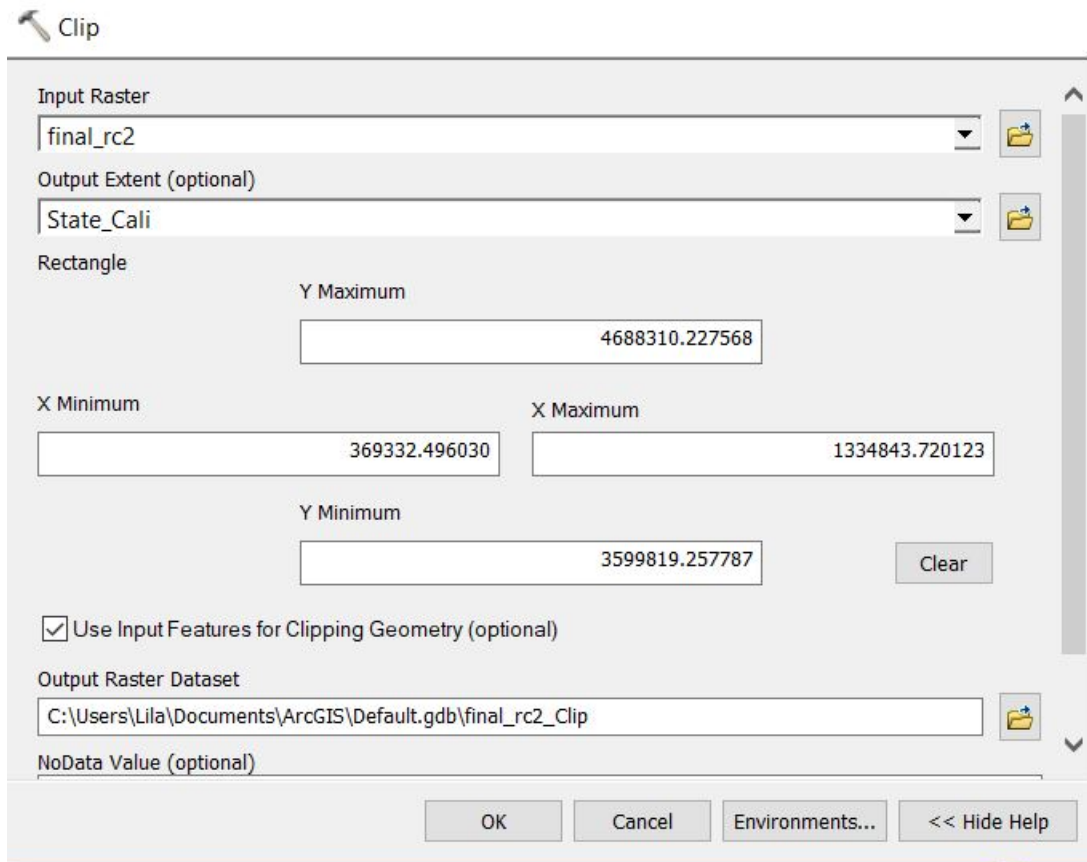 Clip
Input Raster
final_rc2
Output Extent (optional)
State_Cali
Rectangle
Y Maximum
4688310.227568
X Minimum
X Maximum
369332.496030
1334843.720123
Y Minimum
3599819.257787
Clear
Use Input Features for Clipping Geometry (optional)
Output Raster Dataset
C:\Users\Lila\Documents\ArcGIS\Default.gdb\final_rc2_Clip
NoData Value (optional)
OK Cancel Environments... << Hide Help